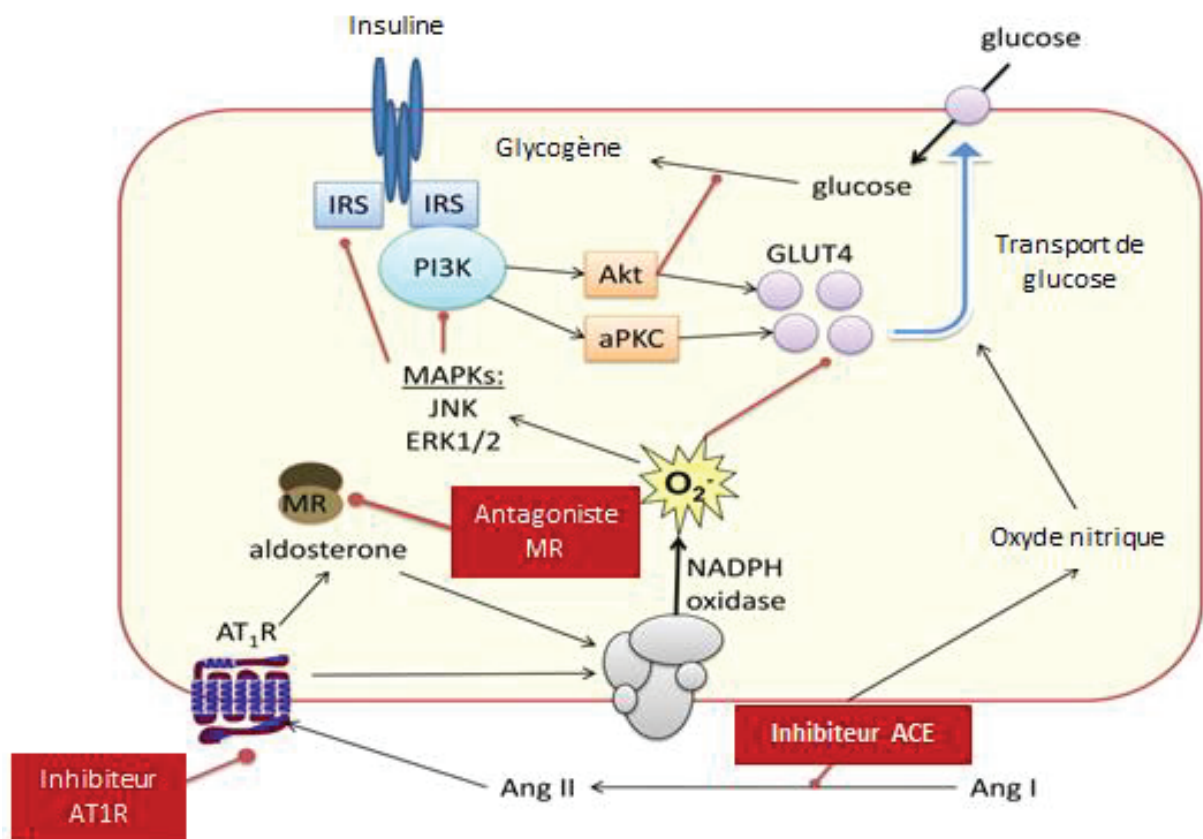 Insuline
glucose
Glycogène
glucose
IRS
IRS
PI3K
Akt
GLUT4
Transport de
glucose
aPKC
MAPKs:
JNK
ERK1/2
O₂⁻
MR
Antagoniste
MR
aldosterone
NADPH
oxidase
Oxyde nitrique
AT₁R
Inhibiteur ACE
Inhibiteur
AT1R
Ang II
Ang I